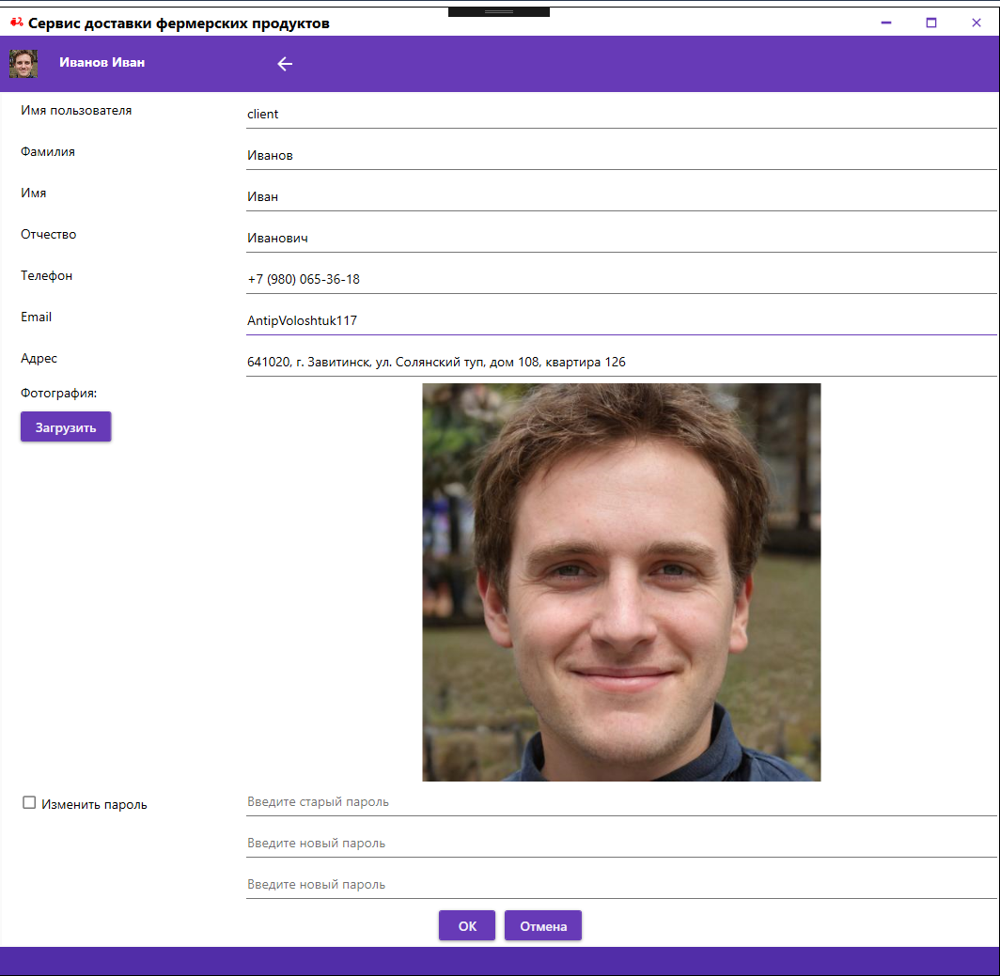 Сервис доставки фермерских продуктов
Иванов Иван
Имя пользователя
client
Фамилия
Иванов
Имя
Иван
Отчество
Иванович
Телефон
+7 (980) 065-36-18
Email
AntipVoloshtuk117
Адрес
641020, г. Завитинск, ул. Солянский туп, дом 108, квартира 126
Фотография:
Загрузить
Изменить пароль
Введите старый пароль
Введите новый пароль
Введите новый пароль
ОК
Отмена